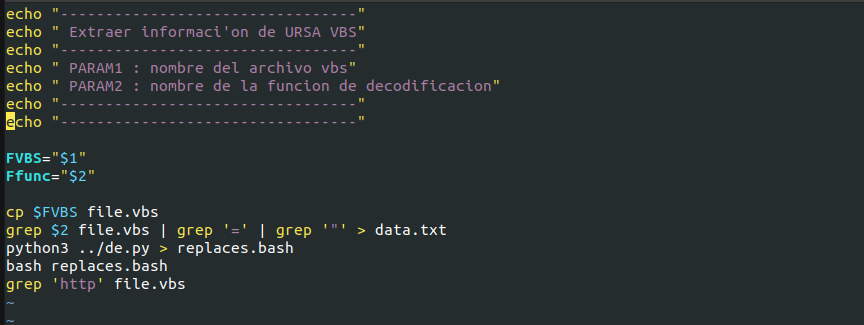 echo "---------------------------------"
echo " Extraer informaci'on de URSA VBS"
echo "---------------------------------"
echo " PARAM1 : nombre del archivo vbs"
echo " PARAM2 : nombre de la funcion de decodificacion"
echo "---------------------------------"
echo "---------------------------------"
FVBS="$1"
Ffunc="$2"
cp $FVBS file.vbs
grep $2 file.vbs | grep '=' | grep '"' > data.txt
python3 ../de.py > replaces.bash
bash replaces.bash
grep 'http' file.vbs
~
~